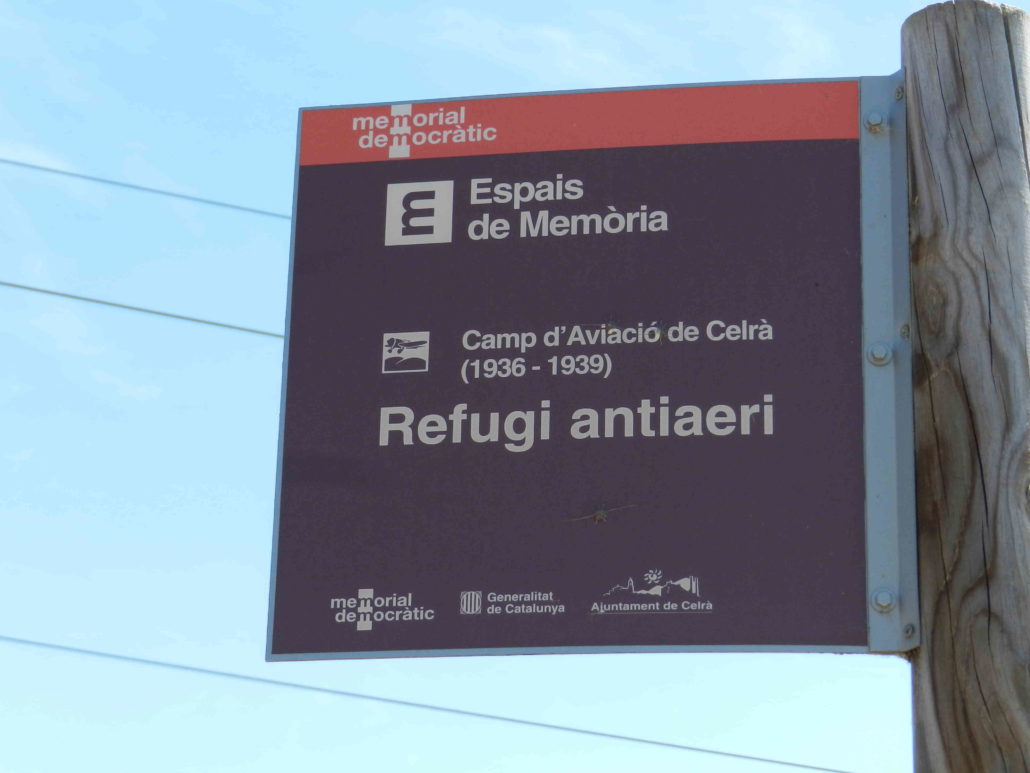 memorial
democràtic
Espais
de Memòria
Camp d'Aviació de Celrà
(1936 - 1939)
Refugi antiaeri
memorial
democràtic
Generalitat
de Catalunya
Ajuntament de Celrà